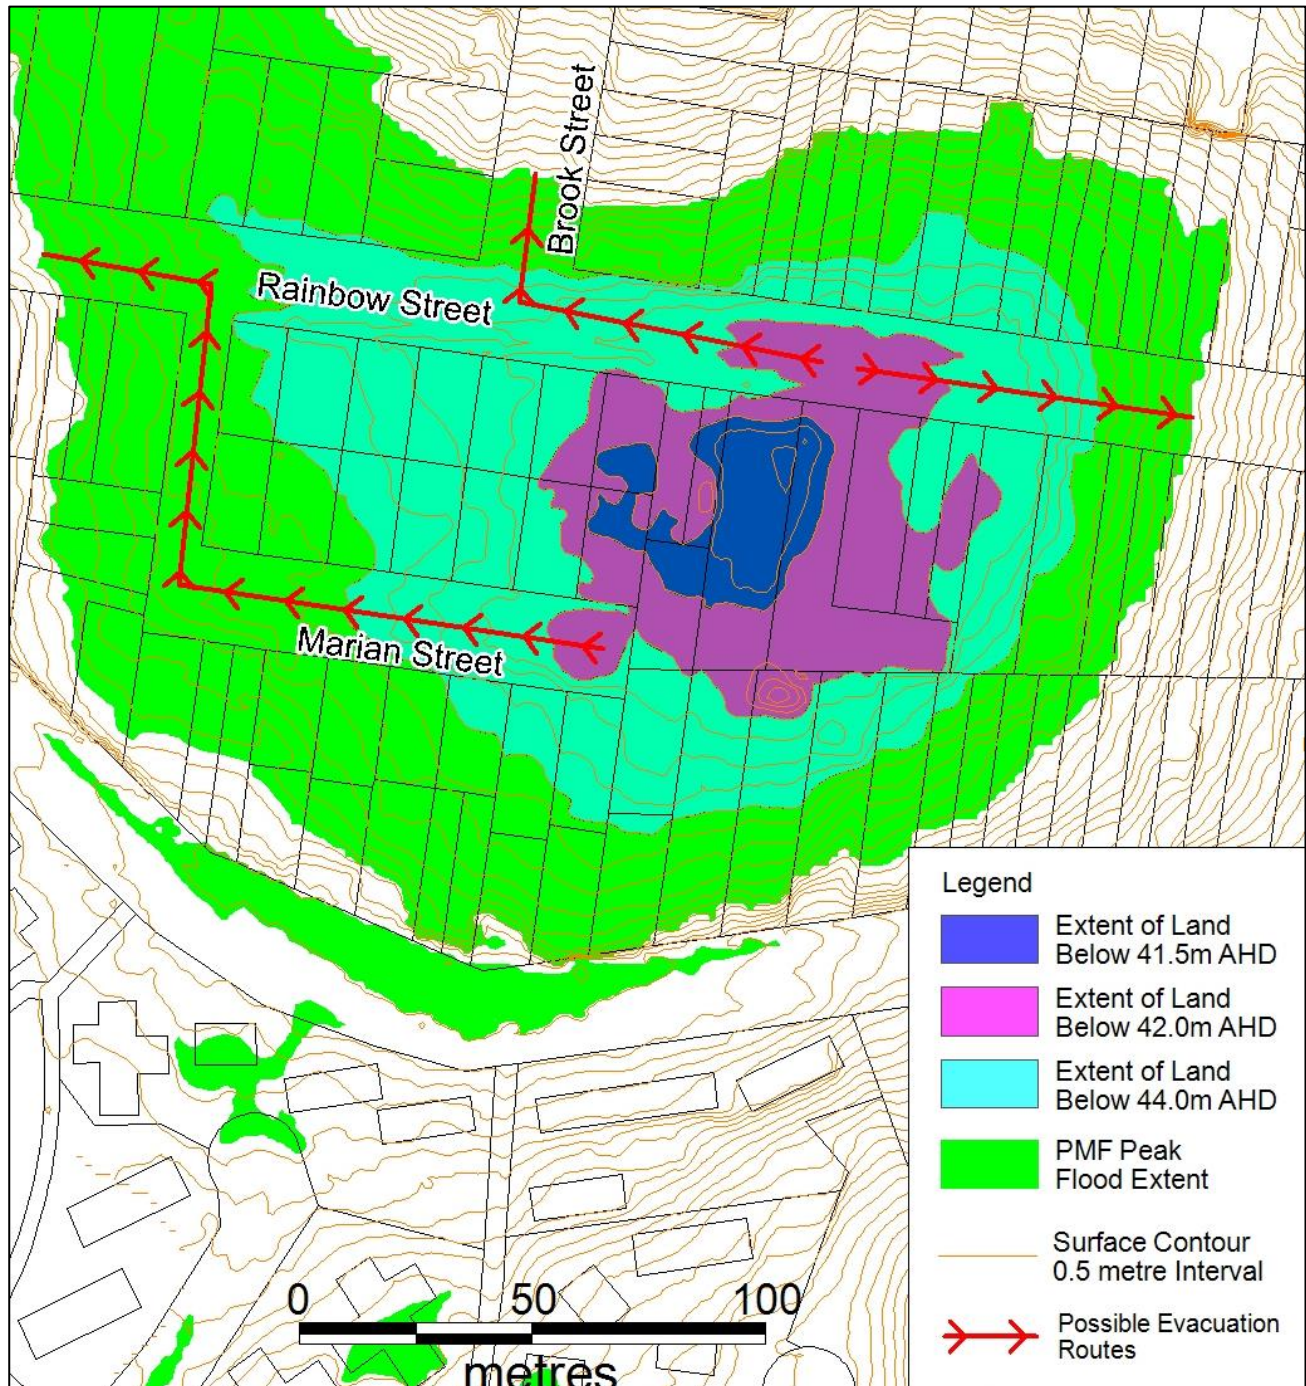 Brook Street
Rainbow Street
Marian Street
Legend
Extent of Land
Below 41.5m AHD
Extent of Land
Below 42.0m AHD
Extent of Land
Below 44.0m AHD
PMF Peak
Flood Extent
Surface Contour
0.5 metre Interval
Possible Evacuation
Routes
0 50 100
metres